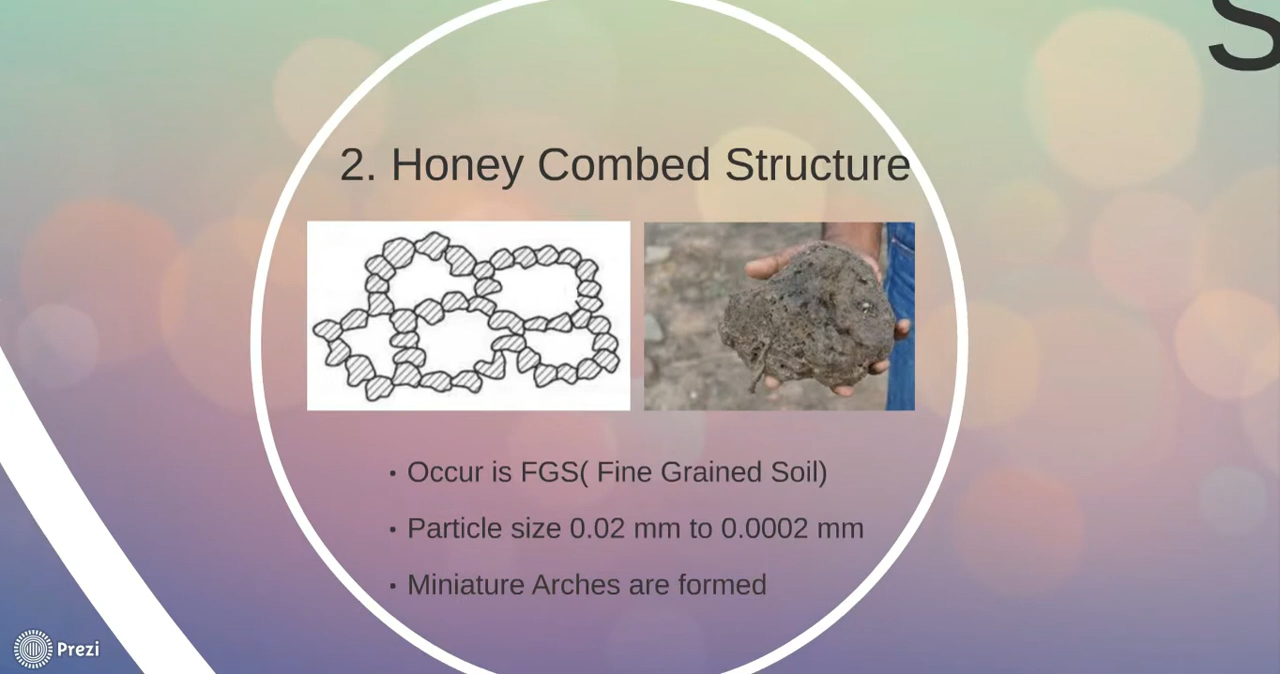 S
2. Honey Combed Structure
• Occur is FGS( Fine Grained Soil)
• Particle size 0.02 mm to 0.0002 mm
• Miniature Arches are formed
Prezi